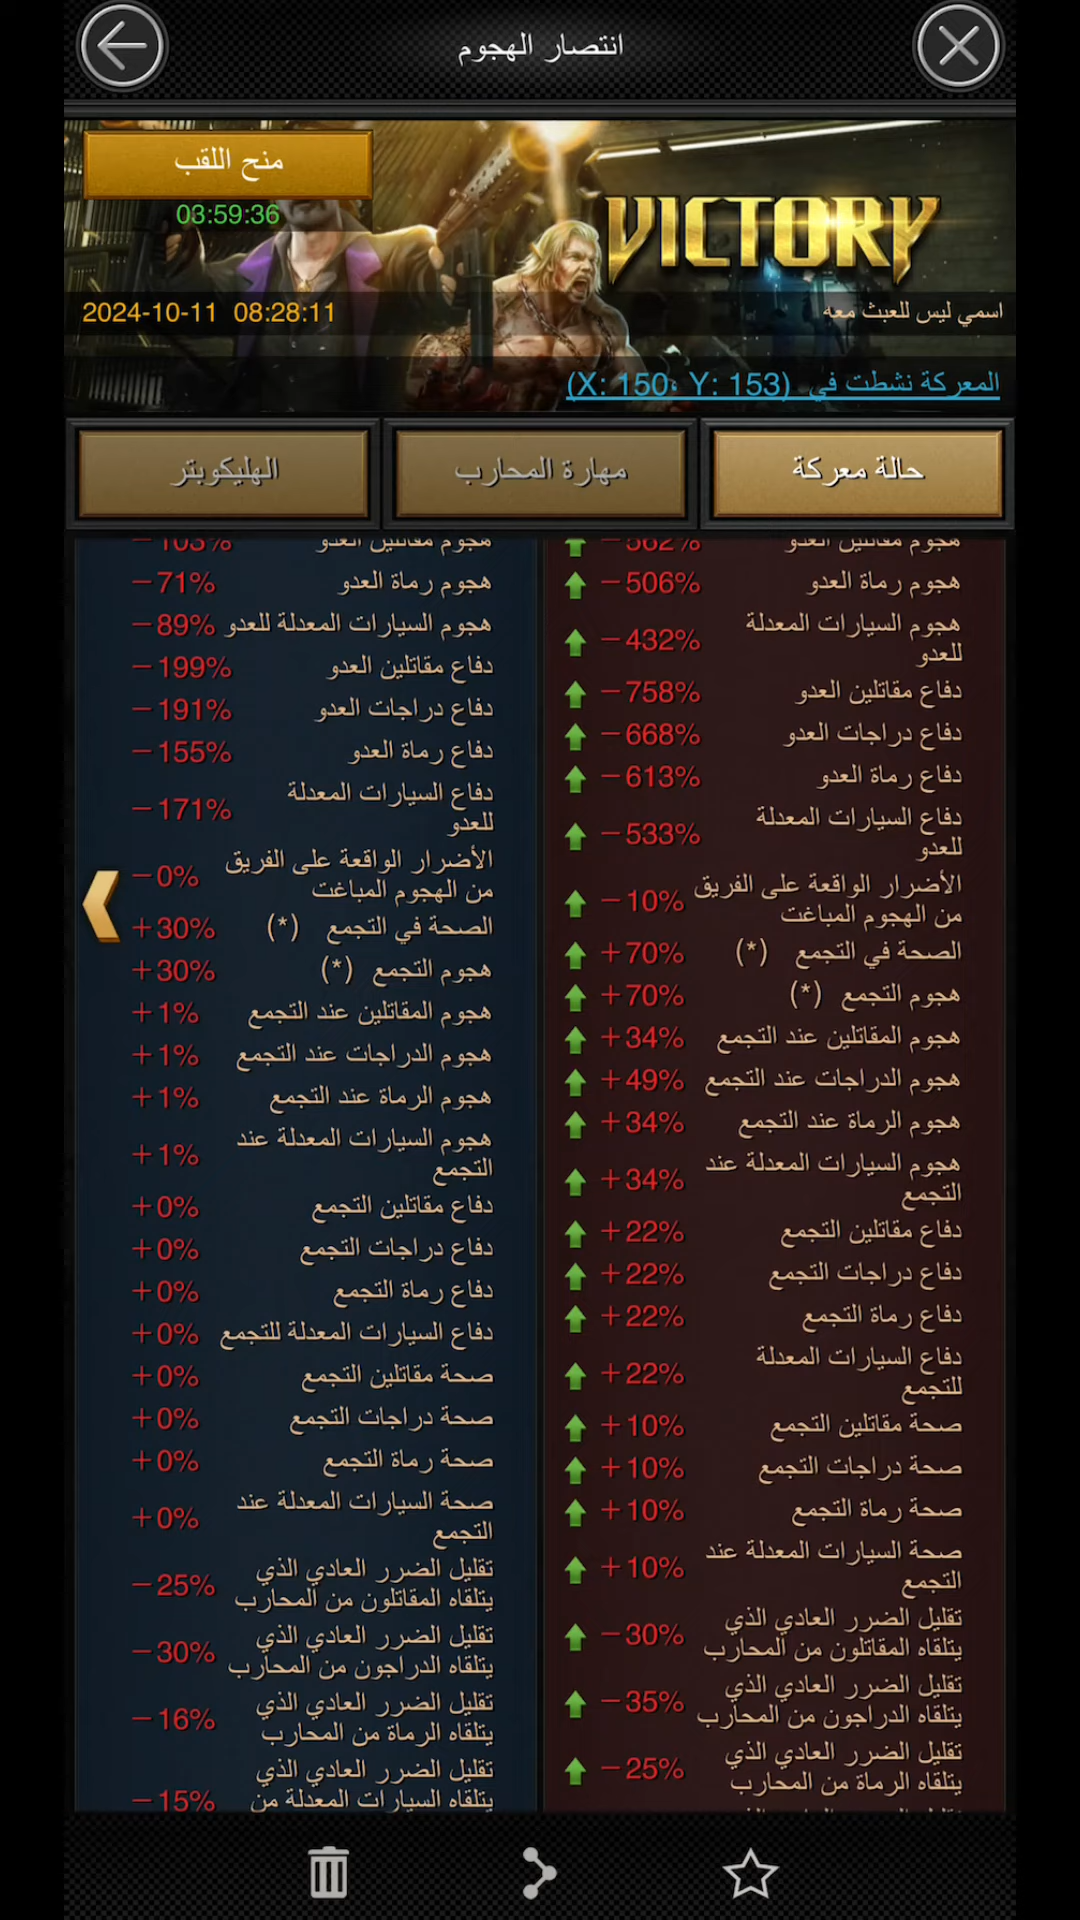 انتصار الهجوم
منح اللقب
03:59:36
VICTORY
2024-10-11 08:28:11
اسمي ليس للعبث معه
المعركة نشطت في (X: 150، Y: 153)
حالة معركة
مهارة المحارب
الهليكوبتر
هجوم مقاتلين العدو −562%
هجوم رماة العدو −506%
هجوم السيارات المعدلة
للعدو −432%
دفاع مقاتلين العدو −758%
دفاع دراجات العدو −668%
دفاع رماة العدو −613%
دفاع السيارات المعدلة
للعدو −533%
الأضرار الواقعة على الفريق
من الهجوم المباغت −10%
الصحة في التجمع (*) +70%
هجوم التجمع (*) +70%
هجوم المقاتلين عند التجمع +34%
هجوم الدراجات عند التجمع +49%
هجوم الرماة عند التجمع +34%
هجوم السيارات المعدلة عند
التجمع +34%
دفاع مقاتلين التجمع +22%
دفاع دراجات التجمع +22%
دفاع رماة التجمع +22%
دفاع السيارات المعدلة
للتجمع +22%
صحة مقاتلين التجمع +10%
صحة دراجات التجمع +10%
صحة رماة التجمع +10%
صحة السيارات المعدلة عند
التجمع +10%
تقليل الضرر العادي الذي
يتلقاه المقاتلون من المحارب −30%
تقليل الضرر العادي الذي
يتلقاه الدراجون من المحارب −35%
تقليل الضرر العادي الذي
يتلقاه الرماة من المحارب −25%
هجوم مقاتلين العدو −103%
هجوم رماة العدو −71%
هجوم السيارات المعدلة للعدو −89%
دفاع مقاتلين العدو −199%
دفاع دراجات العدو −191%
دفاع رماة العدو −155%
دفاع السيارات المعدلة
للعدو −171%
الأضرار الواقعة على الفريق
من الهجوم المباغت −0%
الصحة في التجمع (*) +30%
هجوم التجمع (*) +30%
هجوم المقاتلين عند التجمع +1%
هجوم الدراجات عند التجمع +1%
هجوم الرماة عند التجمع +1%
هجوم السيارات المعدلة عند
التجمع +1%
دفاع مقاتلين التجمع +0%
دفاع دراجات التجمع +0%
دفاع رماة التجمع +0%
دفاع السيارات المعدلة للتجمع +0%
صحة مقاتلين التجمع +0%
صحة دراجات التجمع +0%
صحة رماة التجمع +0%
صحة السيارات المعدلة عند
التجمع +0%
تقليل الضرر العادي الذي
يتلقاه المقاتلون من المحارب −25%
تقليل الضرر العادي الذي
يتلقاه الدراجون من المحارب −30%
تقليل الضرر العادي الذي
يتلقاه الرماة من المحارب −16%
تقليل الضرر العادي الذي
يتلقاه السيارات المعدلة من −15%